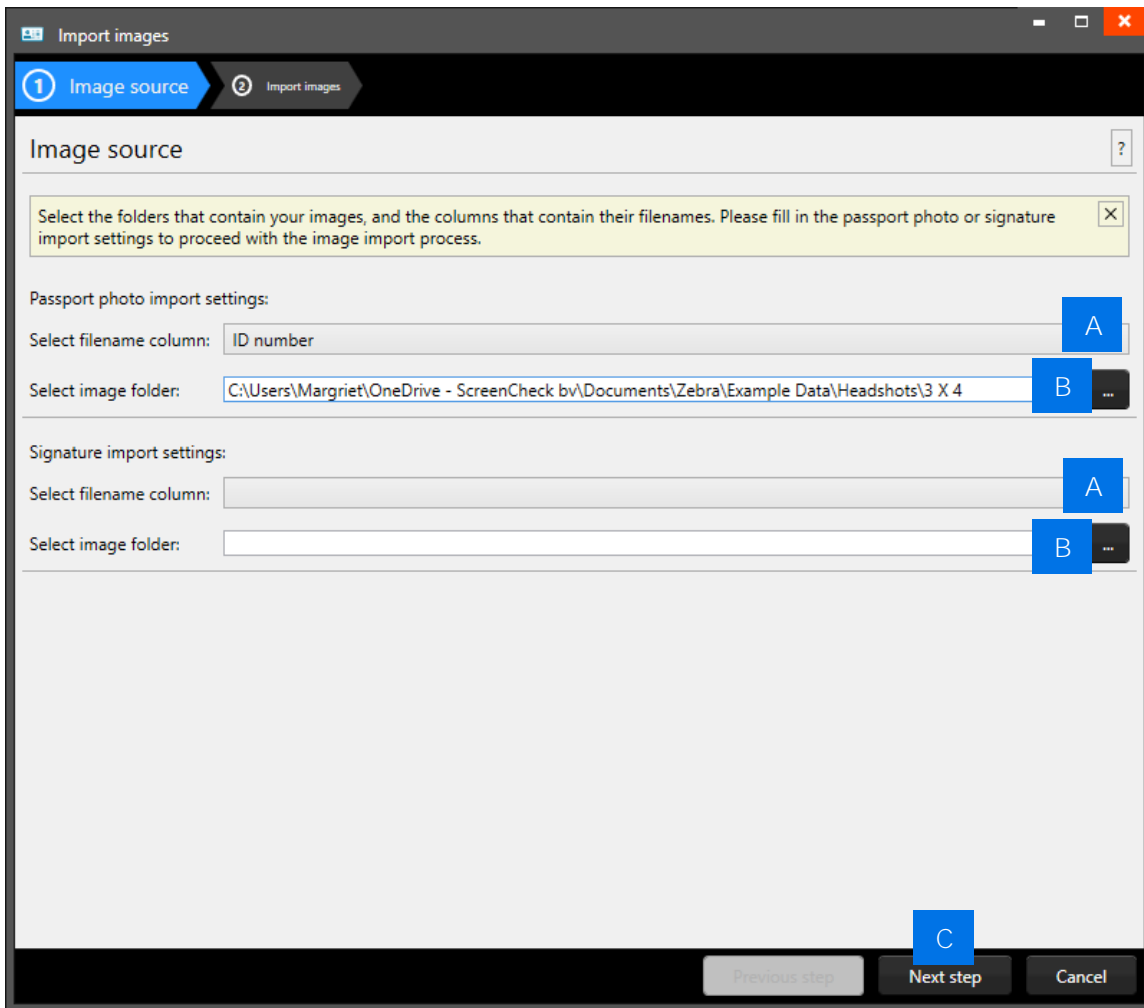 Import images
1 Image source 2 Import images
Image source ?
Select the folders that contain your images, and the columns that contain their filenames. Please fill in the passport photo or signature
import settings to proceed with the image import process.
Passport photo import settings:
A
Select filename column: ID number
Select image folder: C:\Users\Margriet\OneDrive - ScreenCheck bv\Documents\Zebra\Example Data\Headshots\3 X 4 B ...
Signature import settings:
Select filename column: A
Select image folder: B ...
C
Previous step Next step Cancel